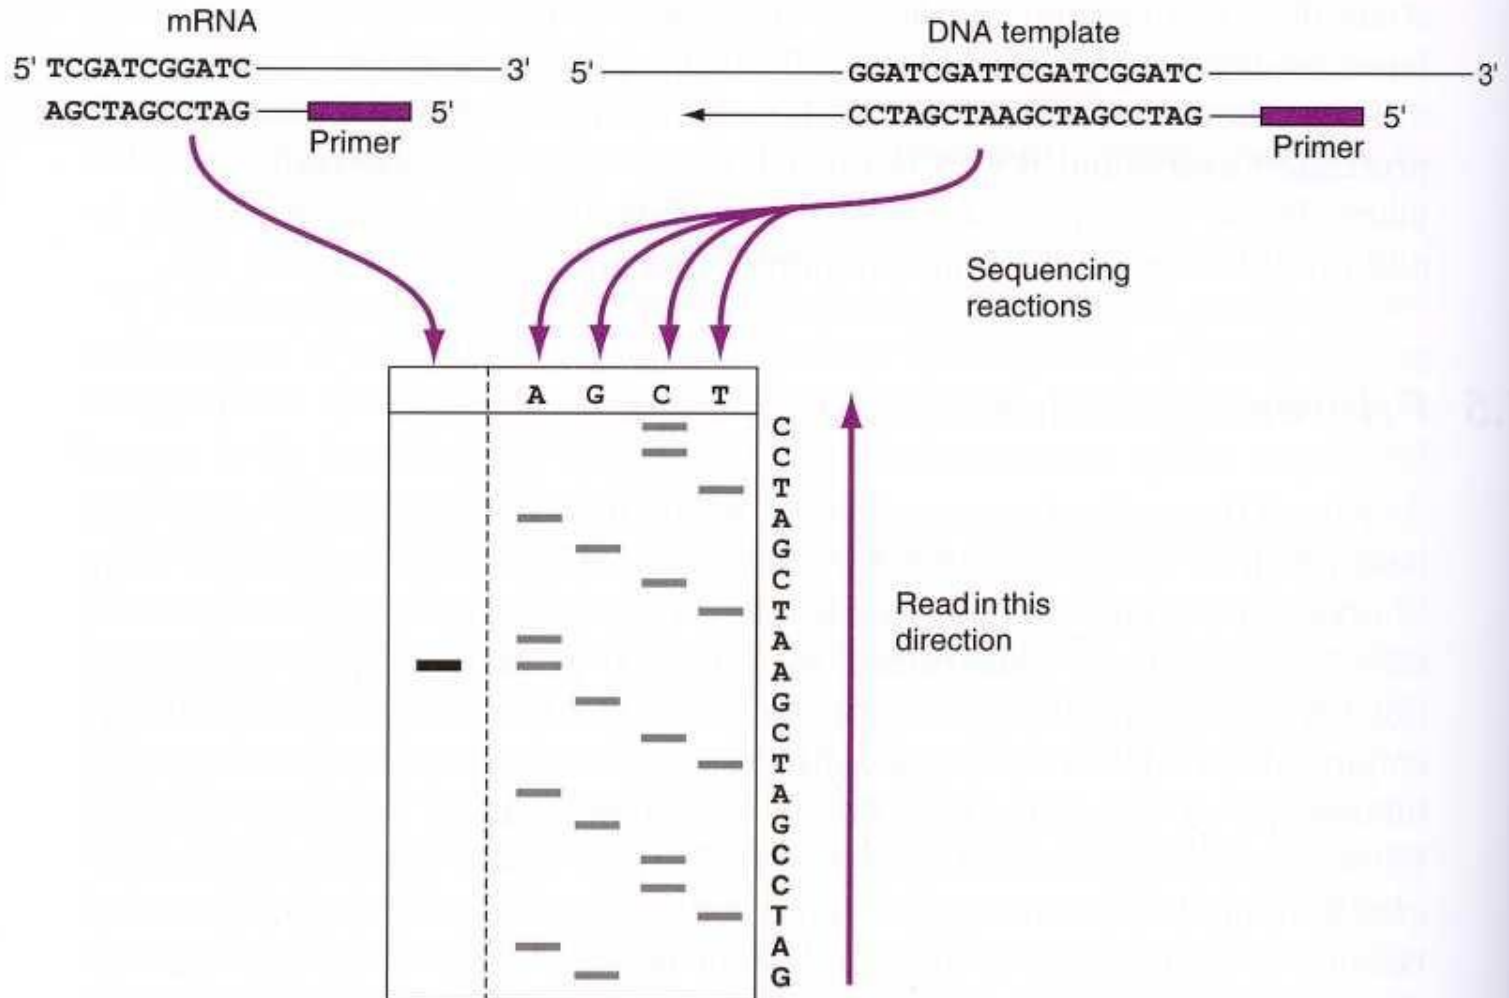 mRNA
5' TCGATCGGATC 3'
AGCTAGCCTAG 5'
Primer
DNA template
5' GGATCGATTCGATCGGATC 3'
CCTAGCTAAGCTAGCCTAG 5'
Primer
Sequencing
reactions
A G C T
C
C
T
A
G
C
T
A
A
G
C
T
A
G
C
C
T
A
G
Read in this
direction